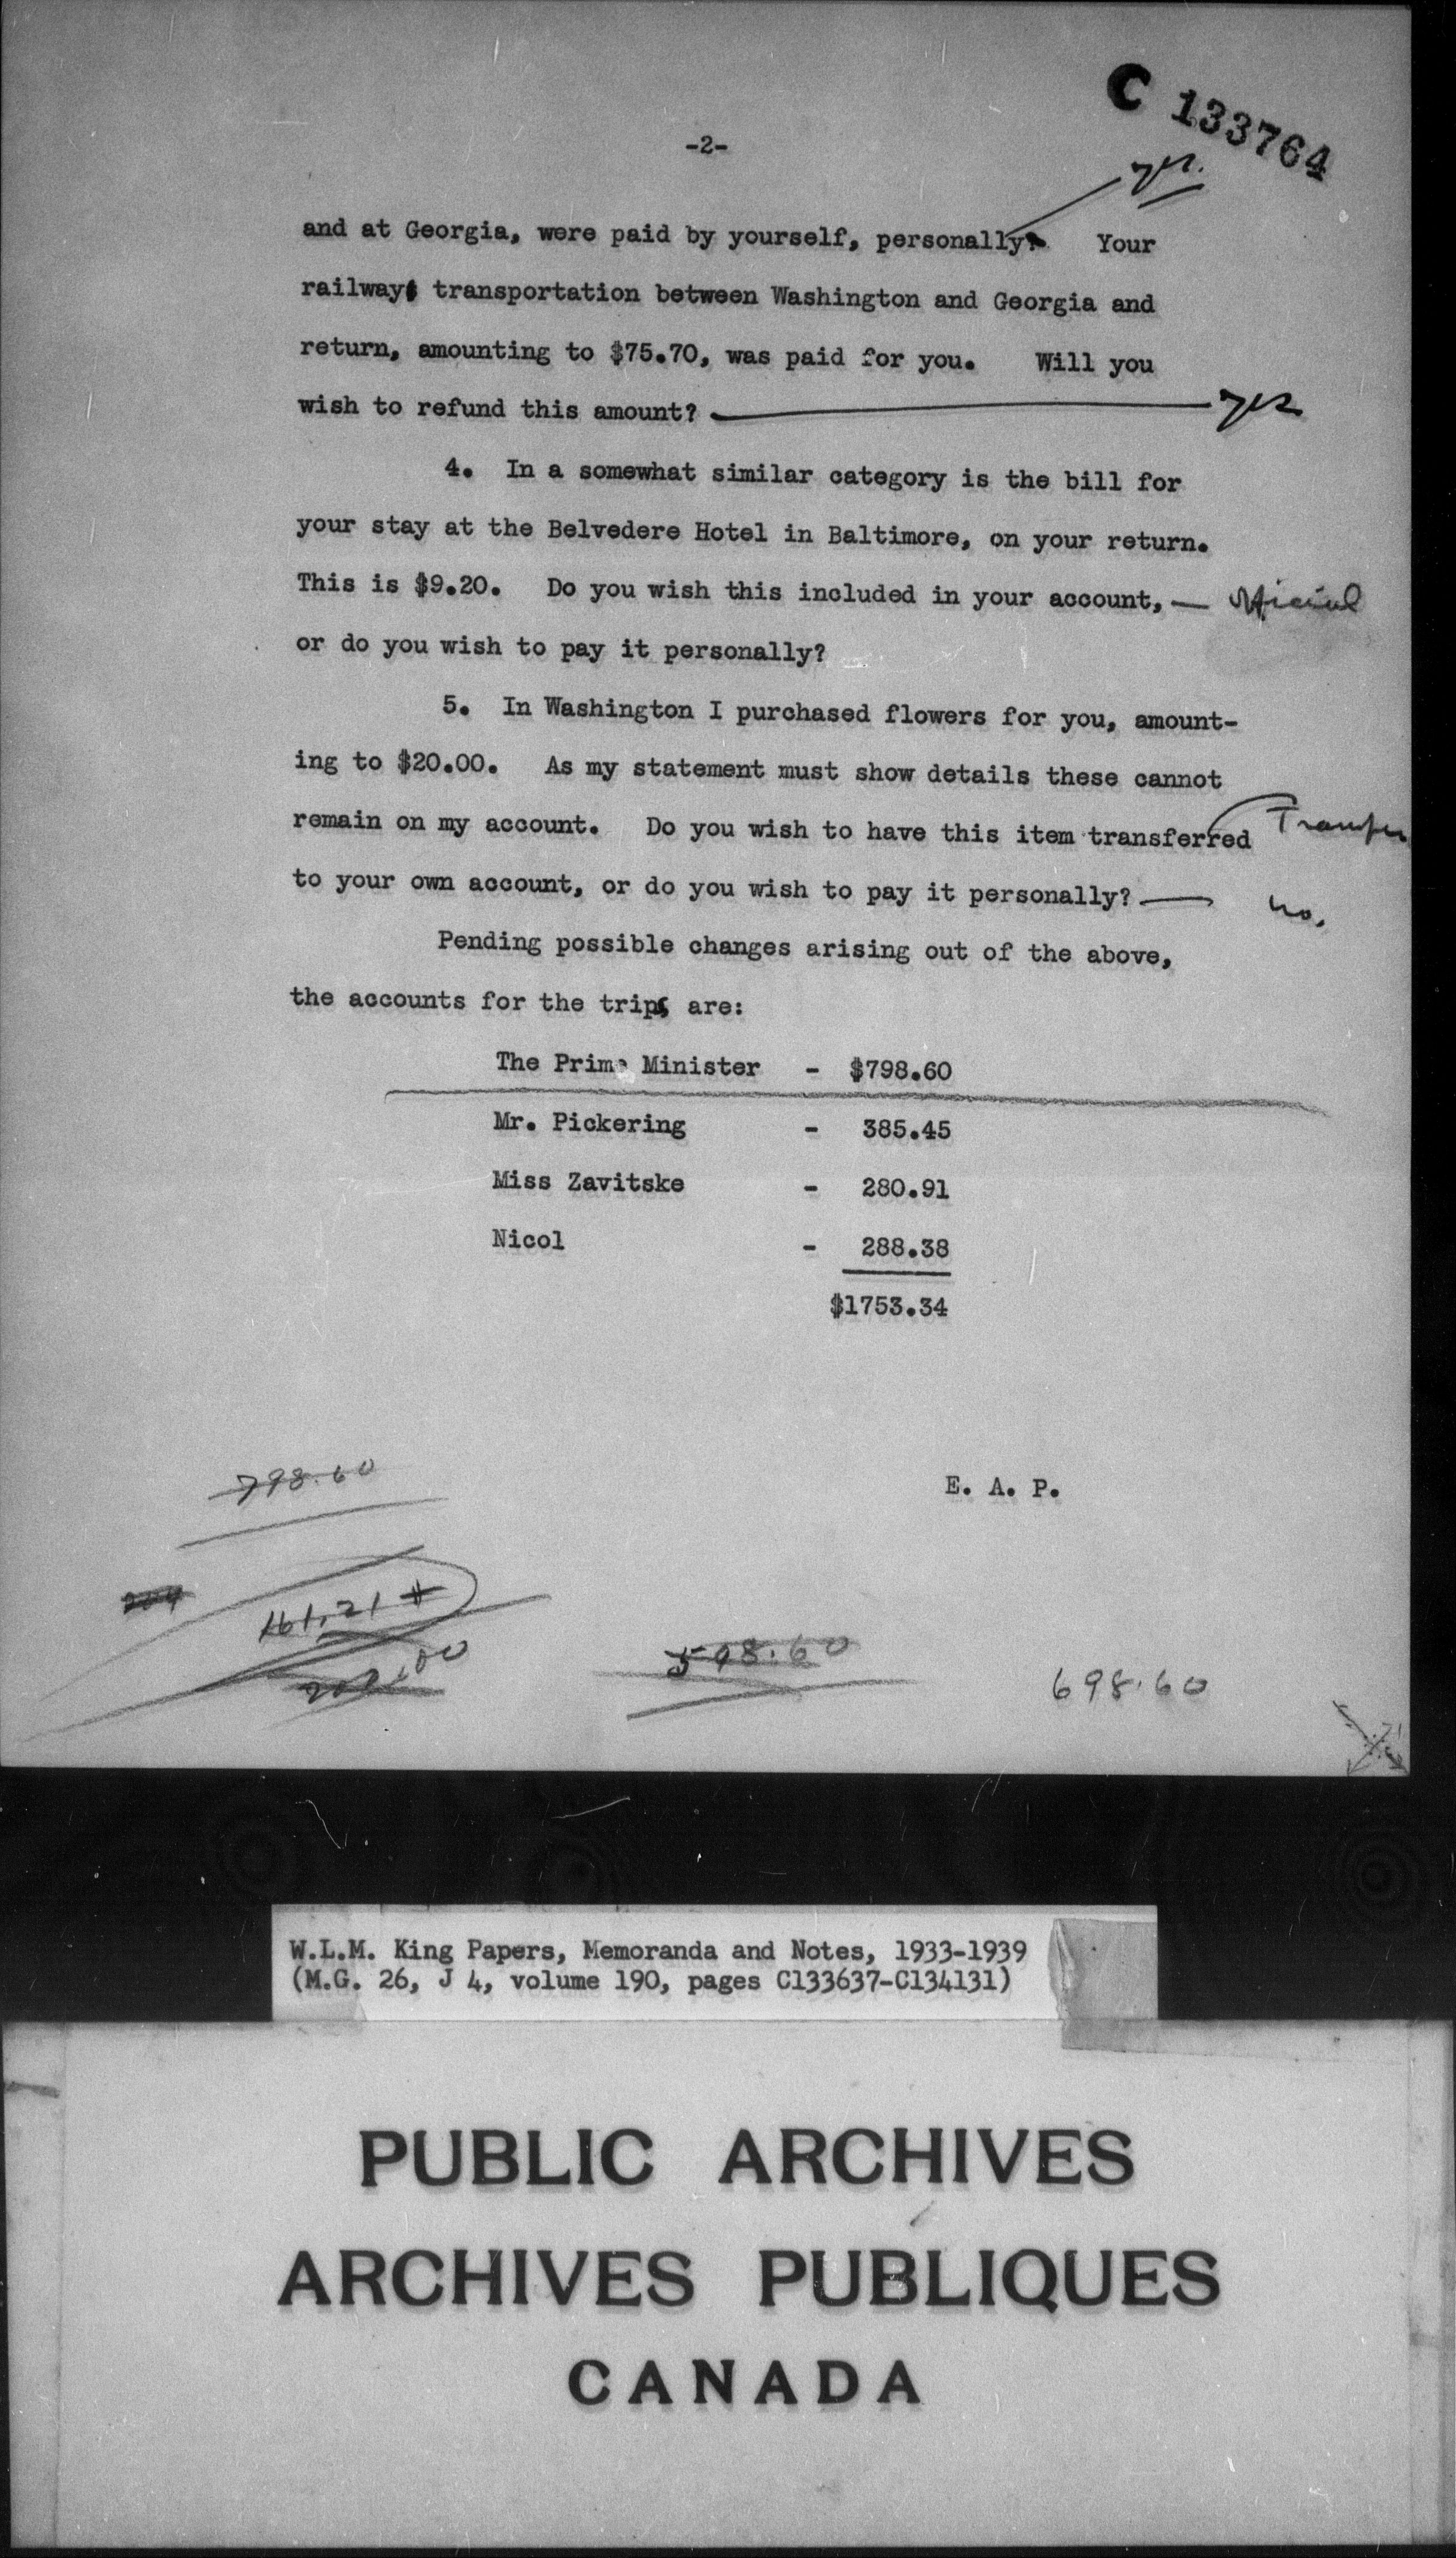 C 133764
-2-
yes.
and at Georgia, were paid by yourself, personally? Your
railway transportation between Washington and Georgia and
return, amounting to $75.70, was paid for you. Will you
wish to refund this amount? yes
4. In a somewhat similar category is the bill for
your stay at the Belvedere Hotel in Baltimore, on your return.
This is $9.20. Do you wish this included in your account, — official
or do you wish to pay it personally?
5. In Washington I purchased flowers for you, amount-
ing to $20.00. As my statement must show details these cannot
remain on my account. Do you wish to have this item transferred Transfer
to your own account, or do you wish to pay it personally? — no.
Pending possible changes arising out of the above,
the accounts for the trip are:
The Prime Minister - $798.60
Mr. Pickering - 385.45
Miss Zavitske - 280.91
Nicol - 288.38
$1753.34
798.60
E. A. P.
161.21
598.60
698.60
W.L.M. King Papers, Memoranda and Notes, 1933-1939
(M.G. 26, J 4, volume 190, pages C133637-C134131)
PUBLIC ARCHIVES
ARCHIVES PUBLIQUES
CANADA